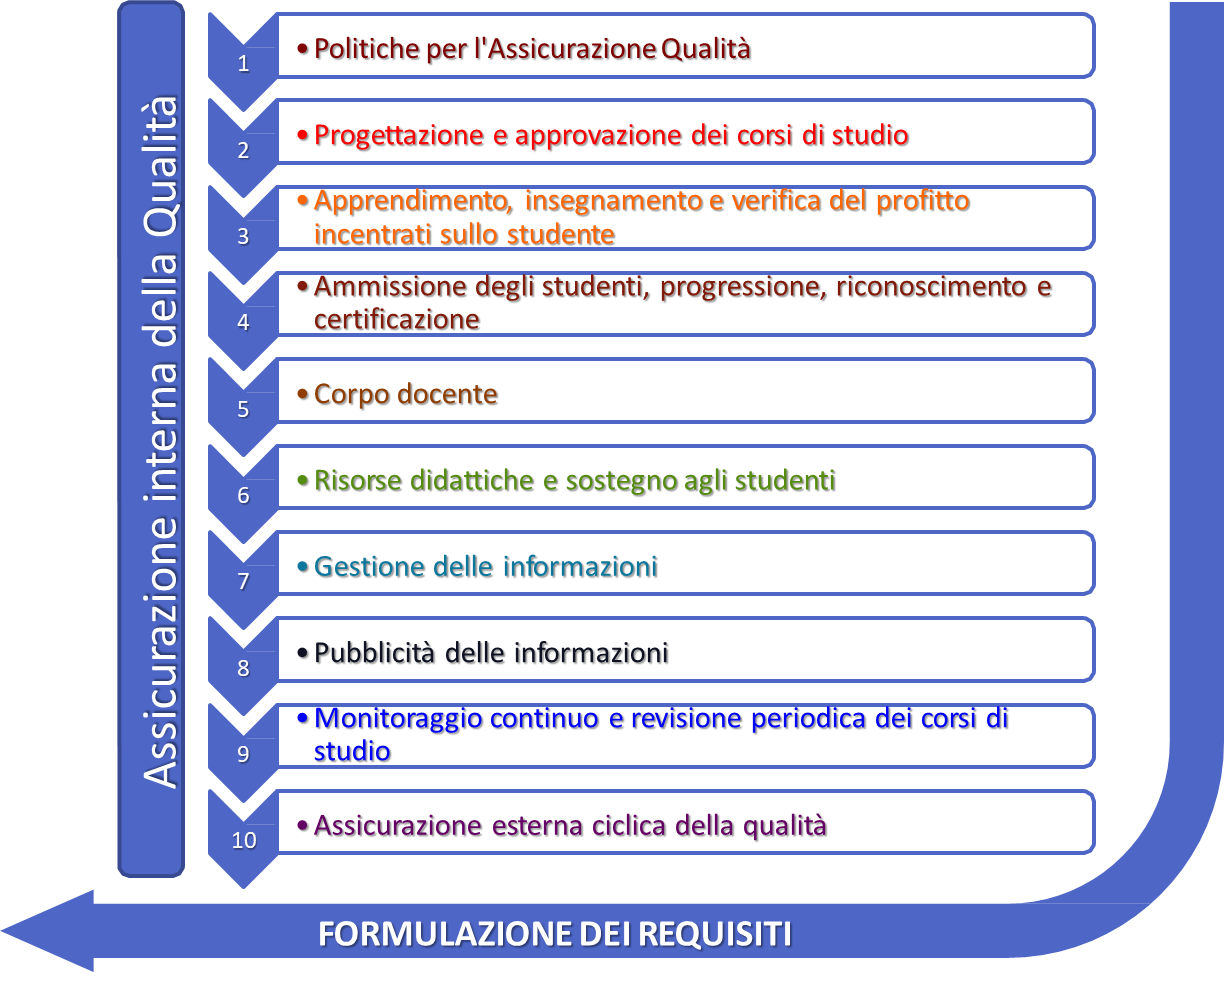 Assicurazione interna della Qualità
1
• Politiche per l'Assicurazione Qualità
2
• Progettazione e approvazione dei corsi di studio
3
• Apprendimento, insegnamento e verifica del profitto
incentrati sullo studente
4
• Ammissione degli studenti, progressione, riconoscimento e
certificazione
5
• Corpo docente
6
• Risorse didattiche e sostegno agli studenti
7
• Gestione delle informazioni
8
• Pubblicità delle informazioni
9
• Monitoraggio continuo e revisione periodica dei corsi di
studio
10
• Assicurazione esterna ciclica della qualità
FORMULAZIONE DEI REQUISITI